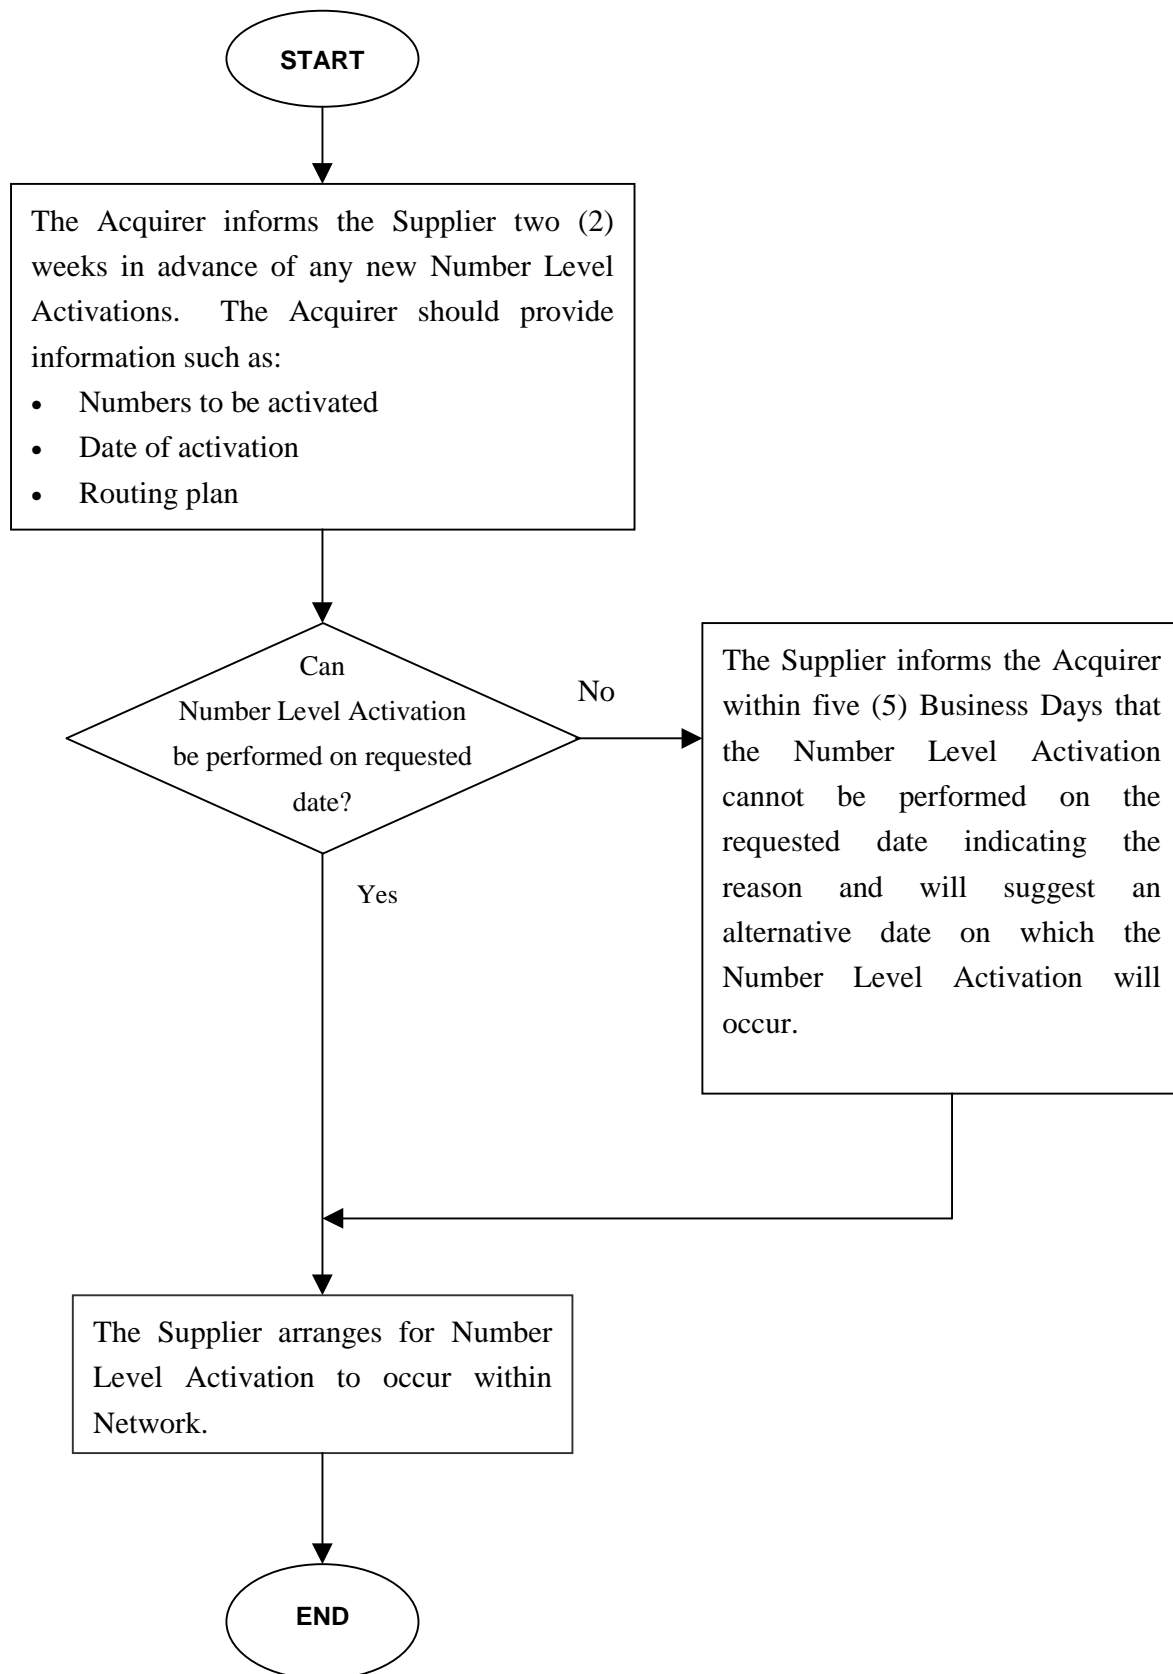 START
The Acquirer informs the Supplier two (2)
weeks in advance of any new Number Level
Activations. The Acquirer should provide
information such as:
• Numbers to be activated
• Date of activation
• Routing plan
Can
Number Level Activation
be performed on requested
date?
No
The Supplier informs the Acquirer
within five (5) Business Days that
the Number Level Activation
cannot be performed on the
requested date indicating the
reason and will suggest an
alternative date on which the
Number Level Activation will
occur.
Yes
The Supplier arranges for Number
Level Activation to occur within
Network.
END